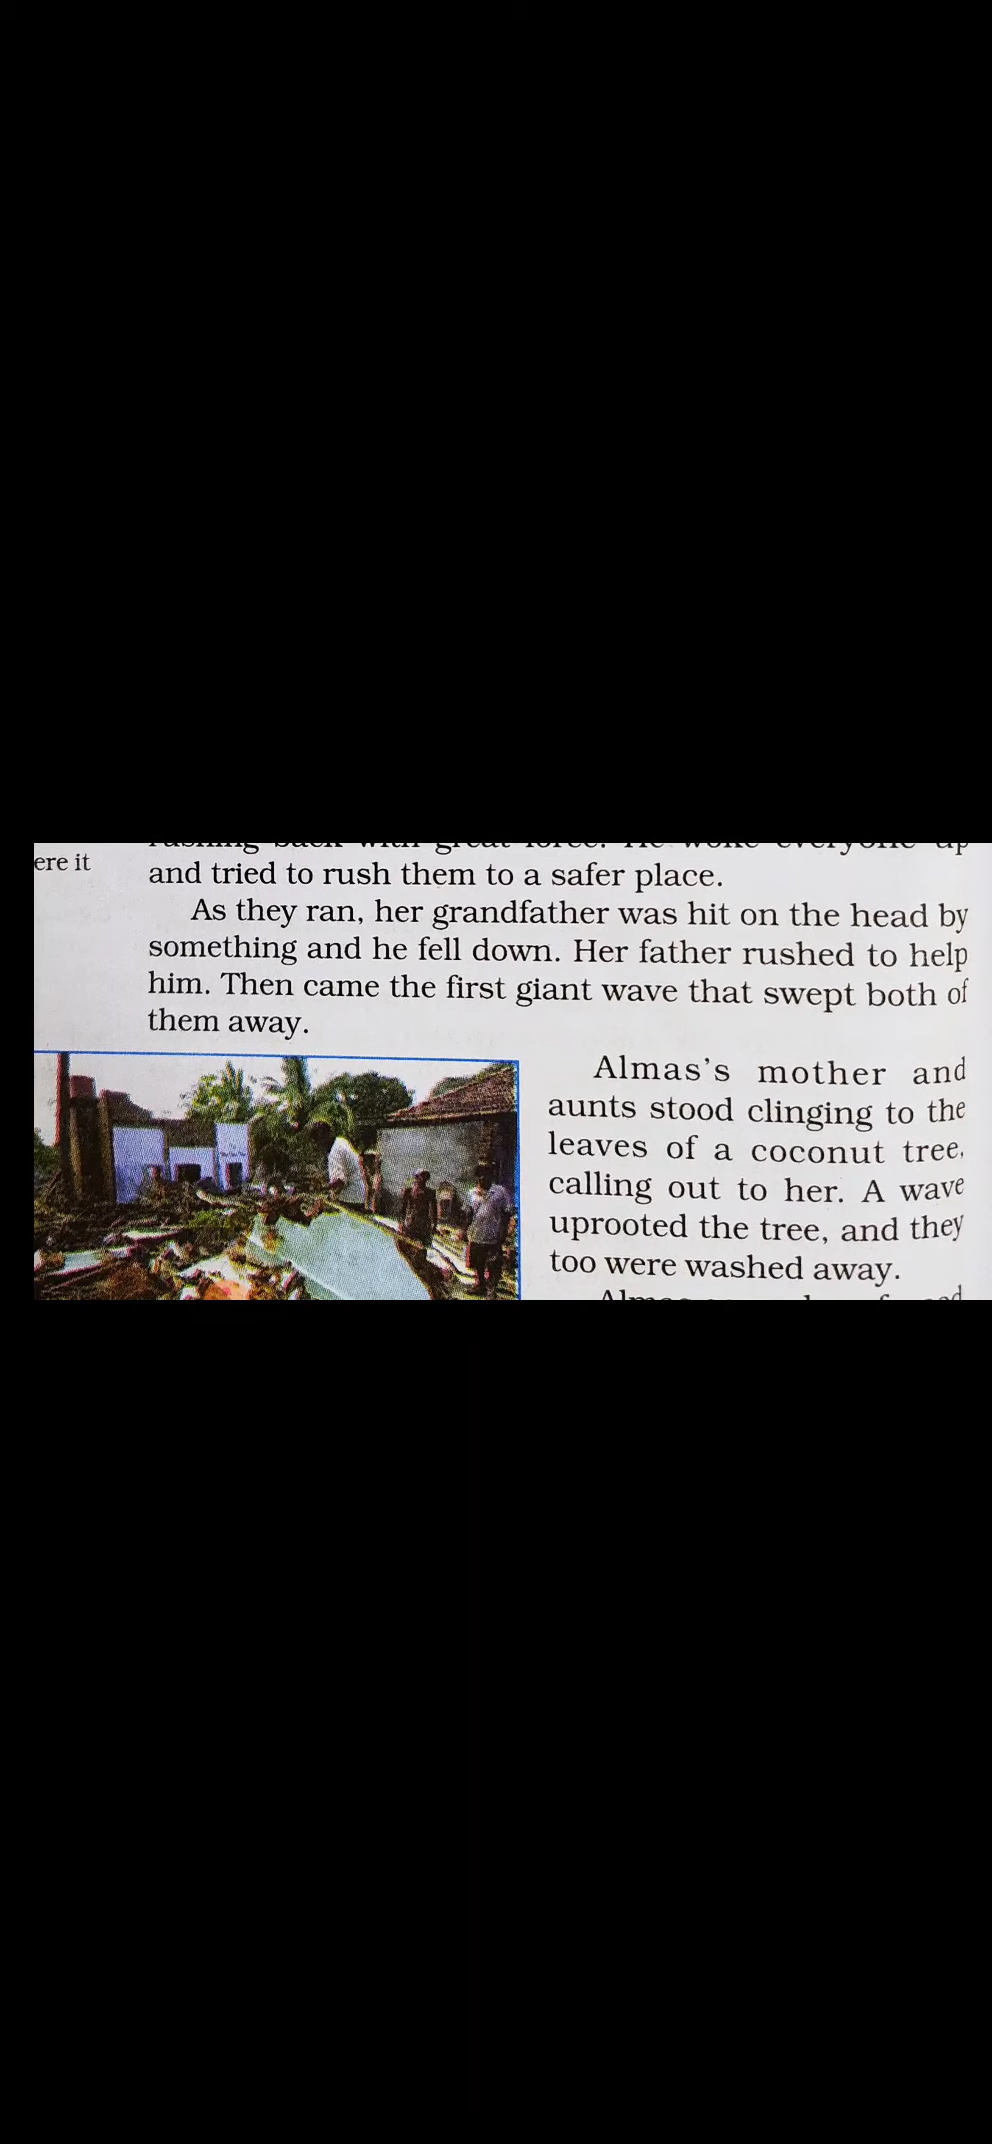 ere it
and tried to rush them to a safer place.
As they ran, her grandfather was hit on the head by
something and he fell down. Her father rushed to help
him. Then came the first giant wave that swept both of
them away.
Almas's mother and
aunts stood clinging to the
leaves of a coconut tree,
calling out to her. A wave
uprooted the tree, and they
too were washed away.